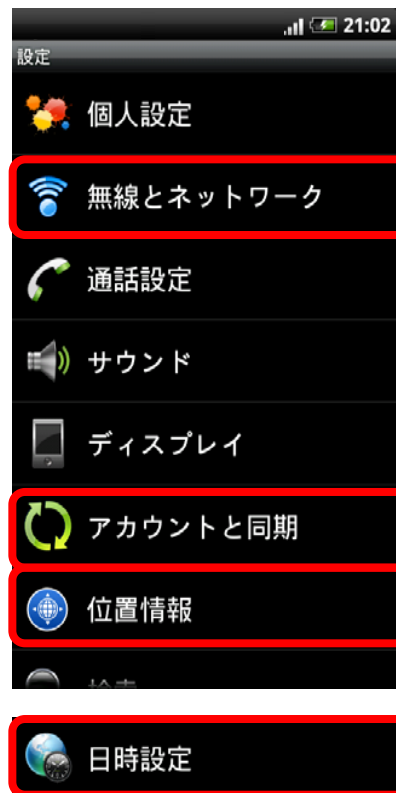 21:02
設定
個人設定
無線とネットワーク
通話設定
サウンド
ディスプレイ
アカウントと同期
位置情報
日時設定